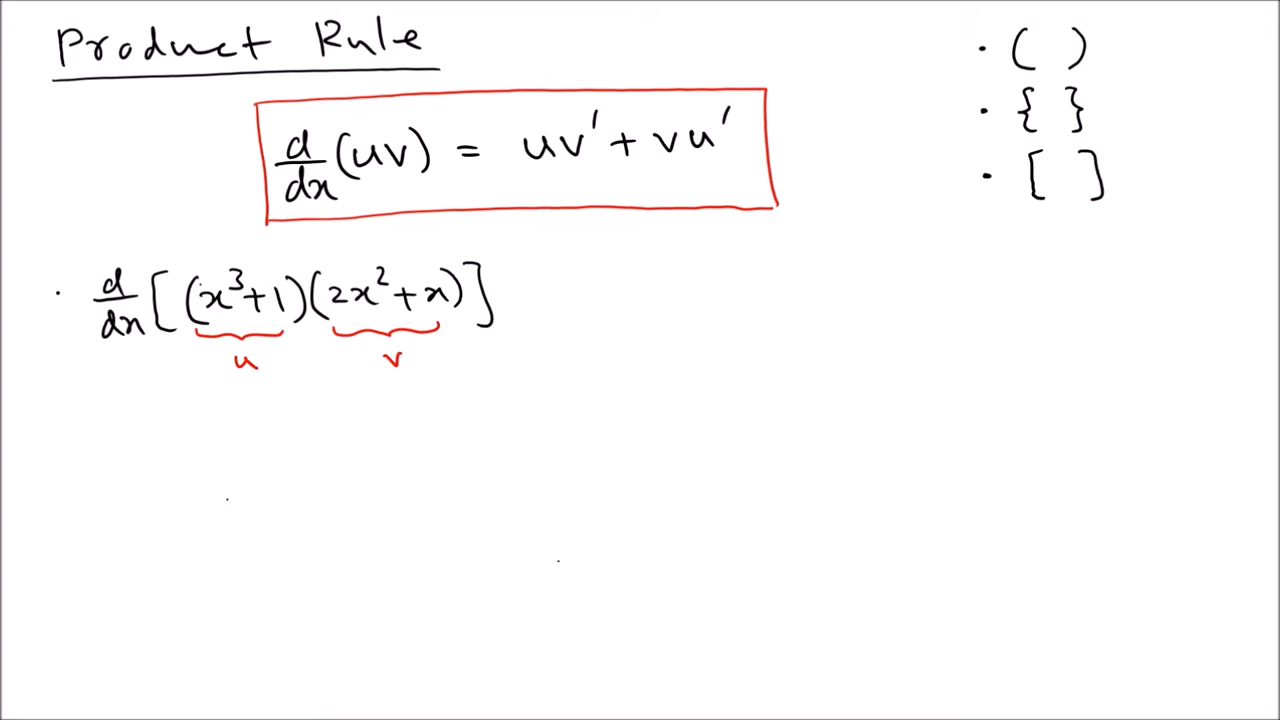 Product Rule
d/dx (uv) = uv' + vu'
· ( )
· { }
· [ ]
· d/dx [(x³+1)(2x²+x)]
u v